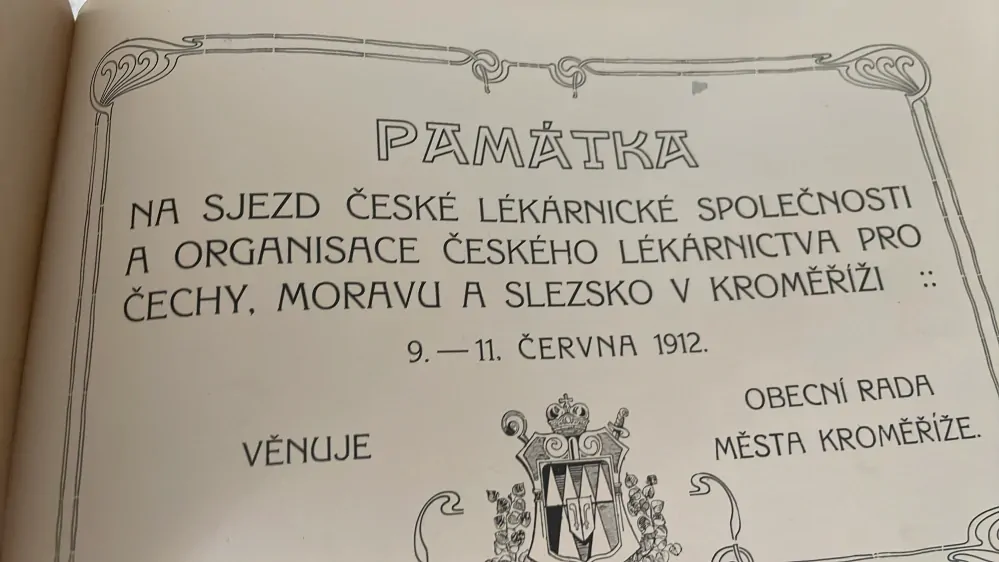 PAMÁTKA
NA SJEZD ČESKÉ LÉKÁRNICKÉ SPOLEČNOSTI
A ORGANISACE ČESKÉHO LÉKÁRNICTVA PRO
ČECHY, MORAVU A SLEZSKO V KROMĚŘÍŽI ::
9. — 11. ČERVNA 1912.
VĚNUJE
OBECNÍ RADA
MĚSTA KROMĚŘÍŽE.